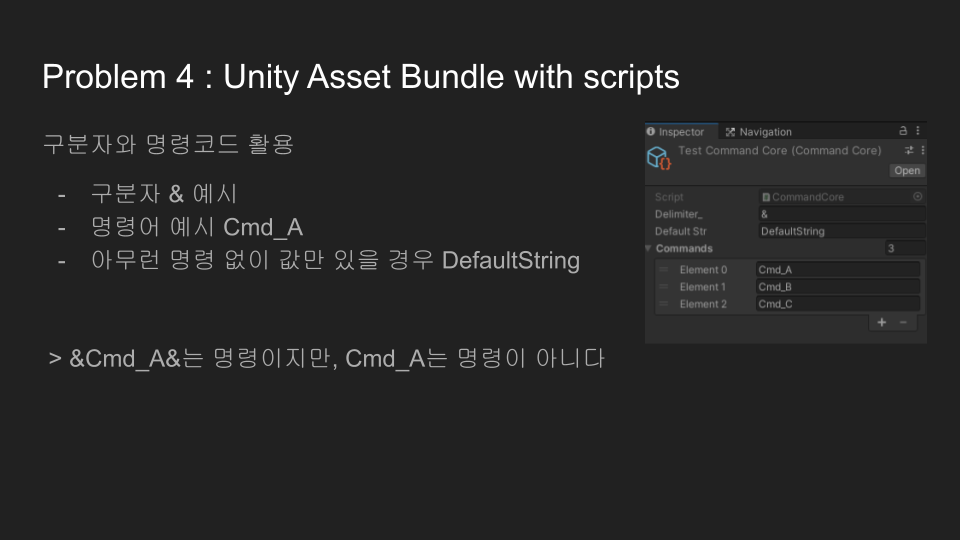 Problem 4 : Unity Asset Bundle with scripts
구분자와 명령코드 활용
- 구분자 & 예시
- 명령어 예시 Cmd_A
- 아무런 명령 없이 값만 있을 경우 DefaultString
> &Cmd_A&는 명령이지만, Cmd_A는 명령이 아니다
Inspector Navigation
Test Command Core (Command Core)
Open
Script CommandCore
Delimiter_ &
Default Str DefaultString
Commands 3
Element 0 Cmd_A
Element 1 Cmd_B
Element 2 Cmd_C
+ −